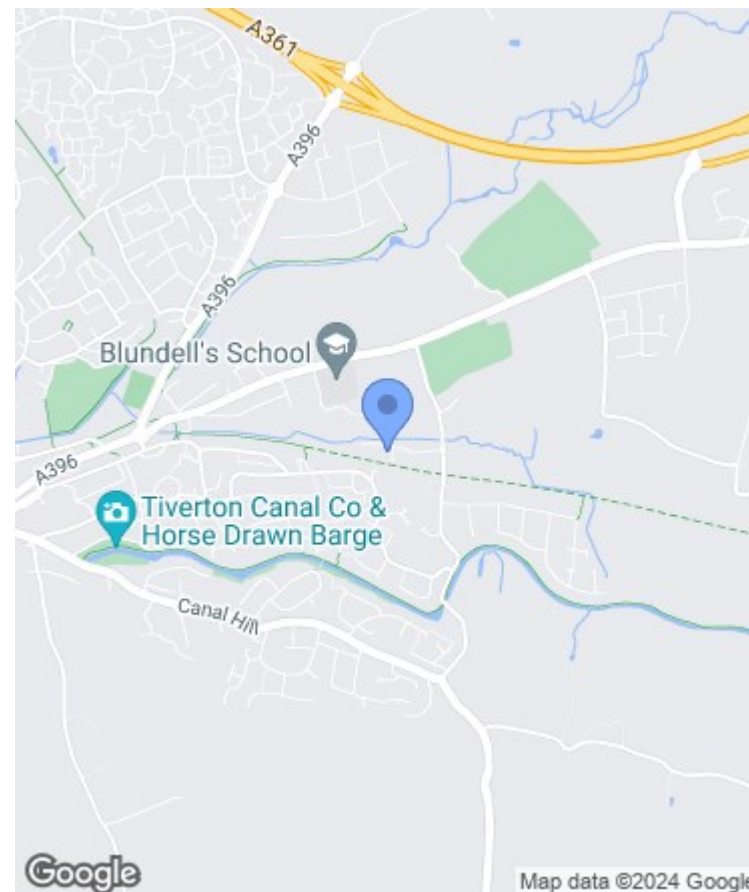 A361
A396
A396
Blundell's School
A396
Tiverton Canal Co &
Horse Drawn Barge
Canal Hill
Google
Map data ©2024 Google